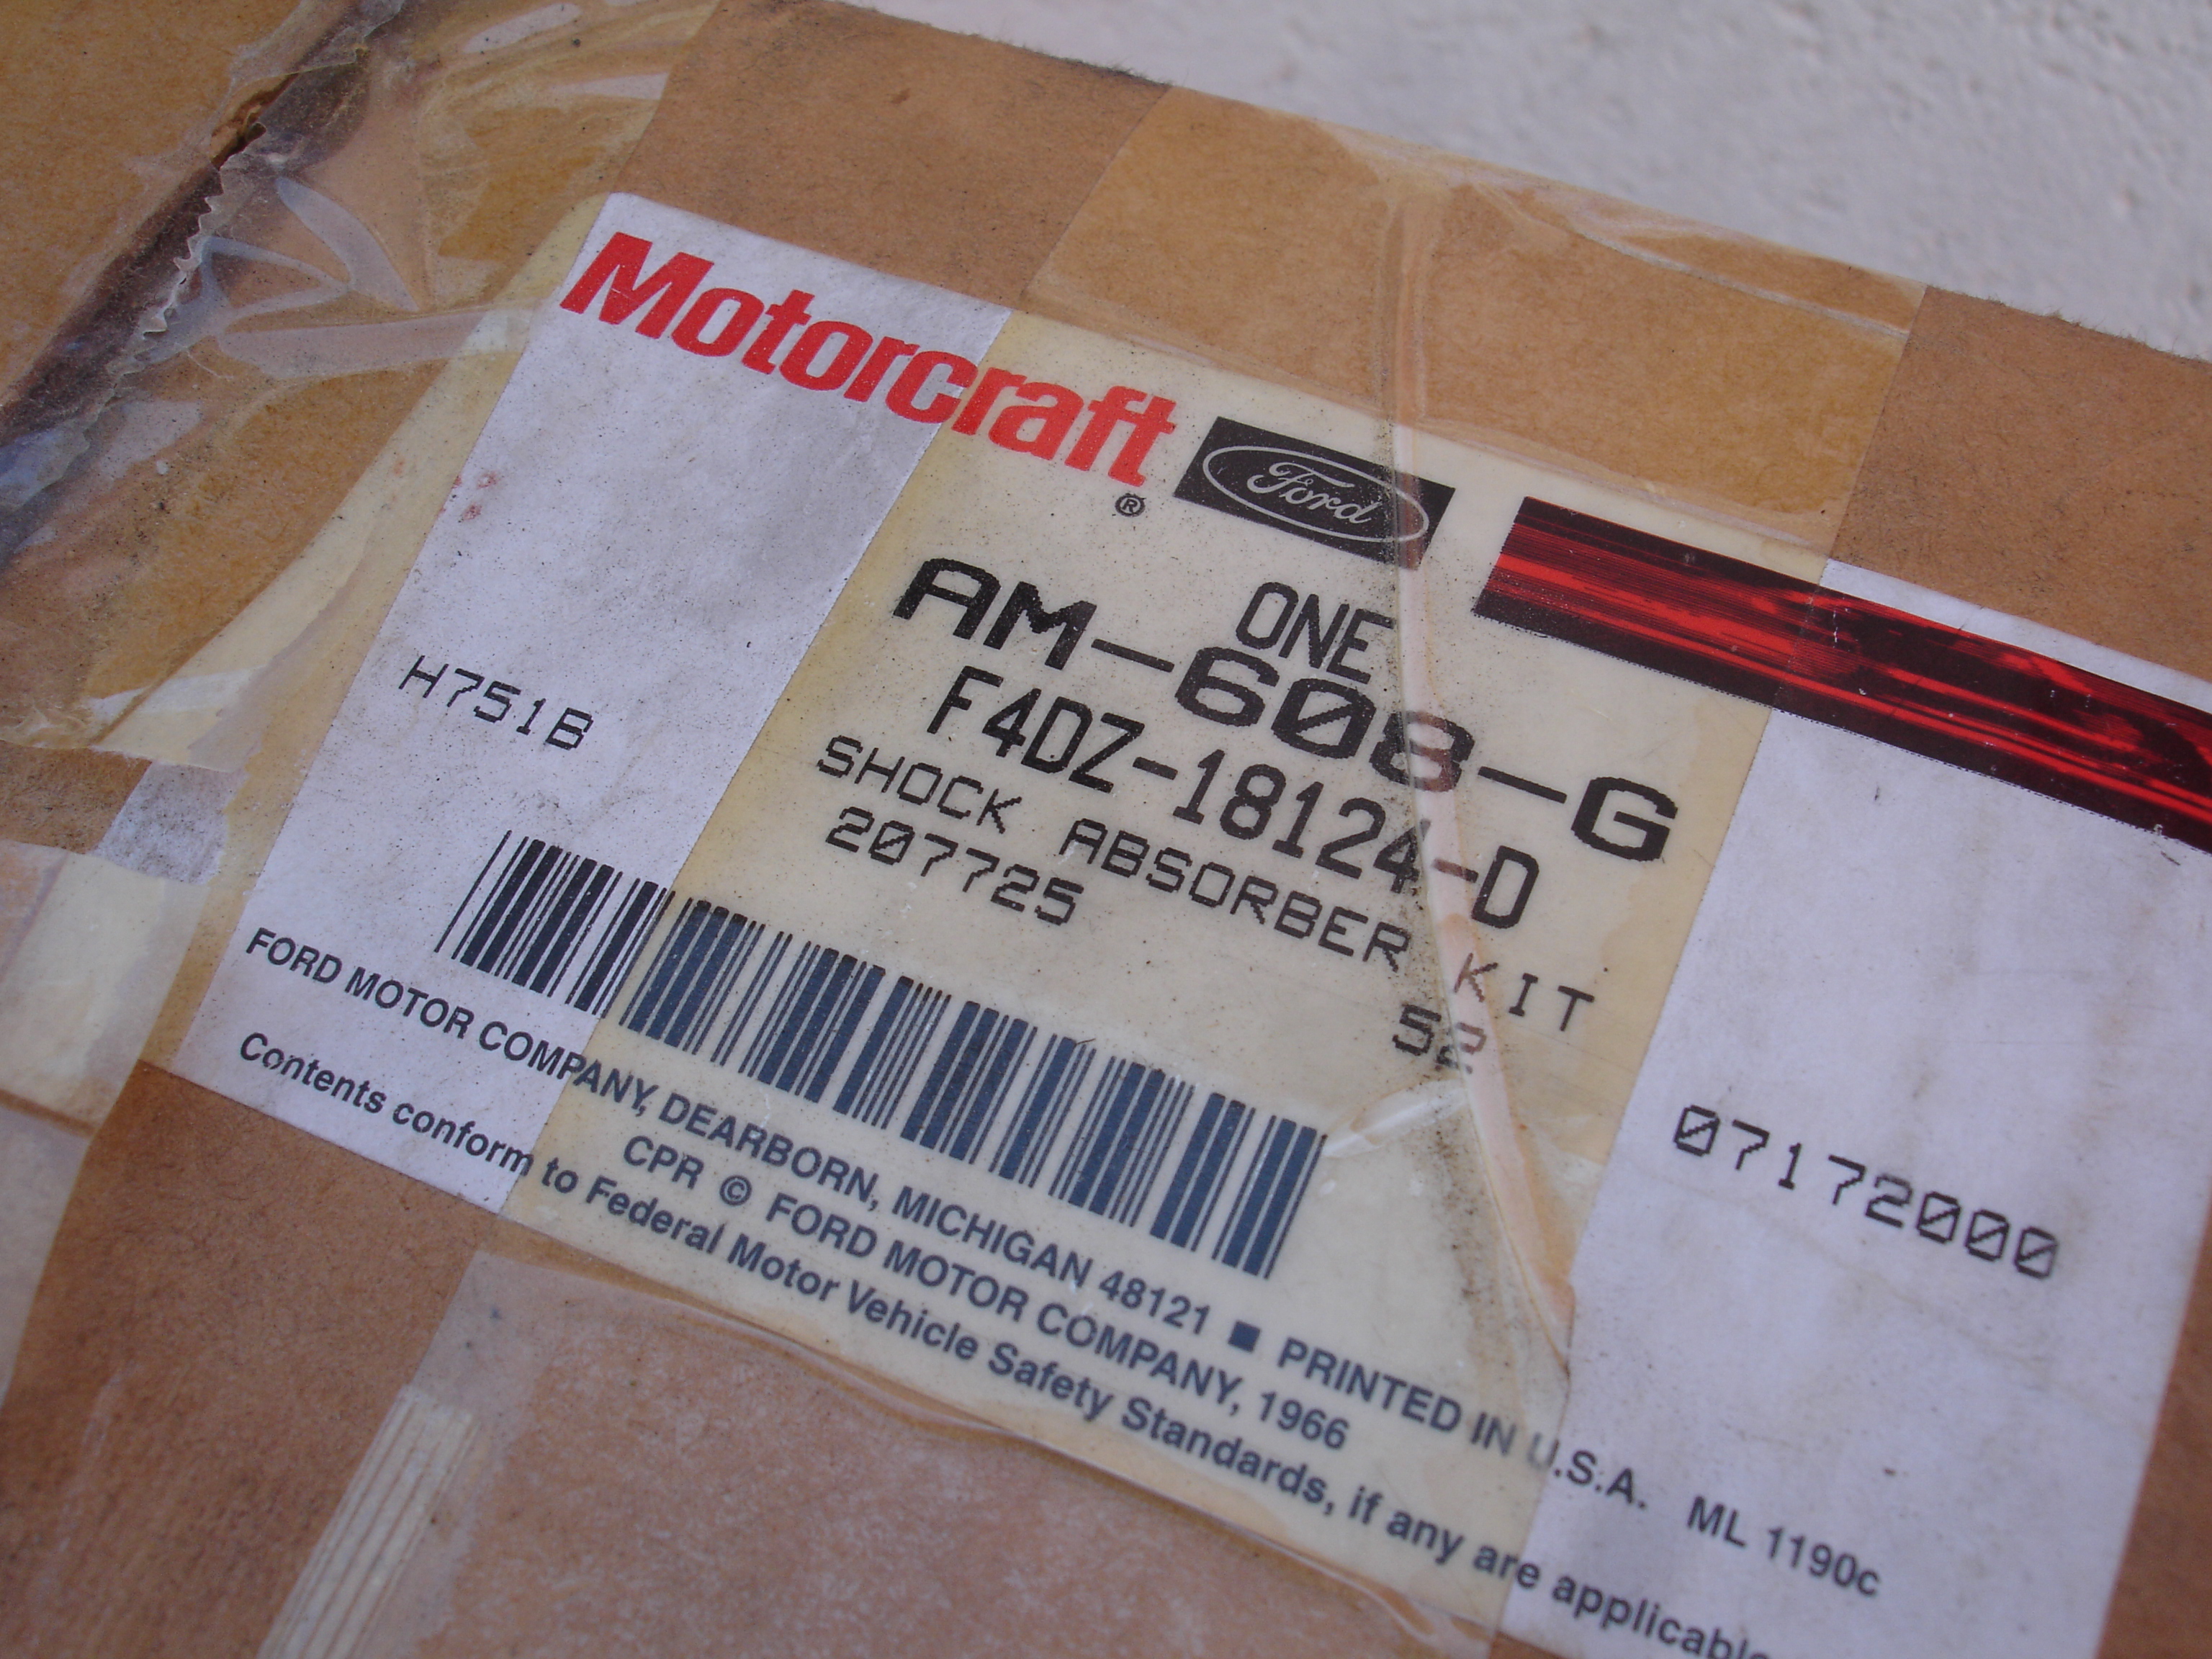 Motorcraft
®
Ford
ONE
AM-608-G
F4DZ-18124-D
H751B
SHOCK ABSORBER KIT
207725
52
07172000
FORD MOTOR COMPANY, DEARBORN, MICHIGAN 48121 ■ PRINTED IN U.S.A. ML 1190c
CPR © FORD MOTOR COMPANY, 1966
Contents conform to Federal Motor Vehicle Safety Standards, if any are applicable